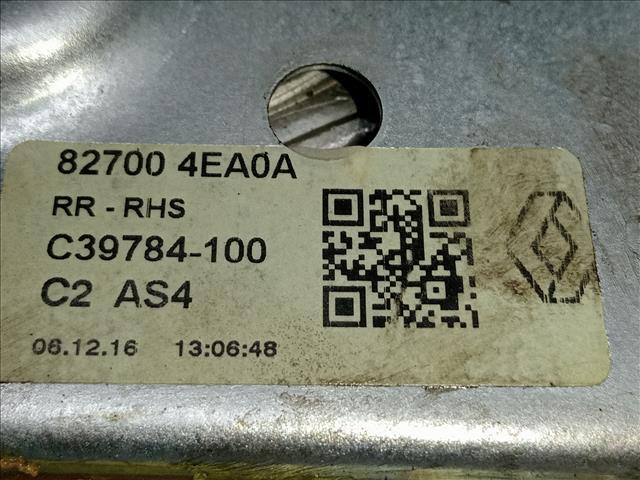 82700 4EA0A
RR - RHS
C39784-100
C2 AS4
06.12.16 13:06:48